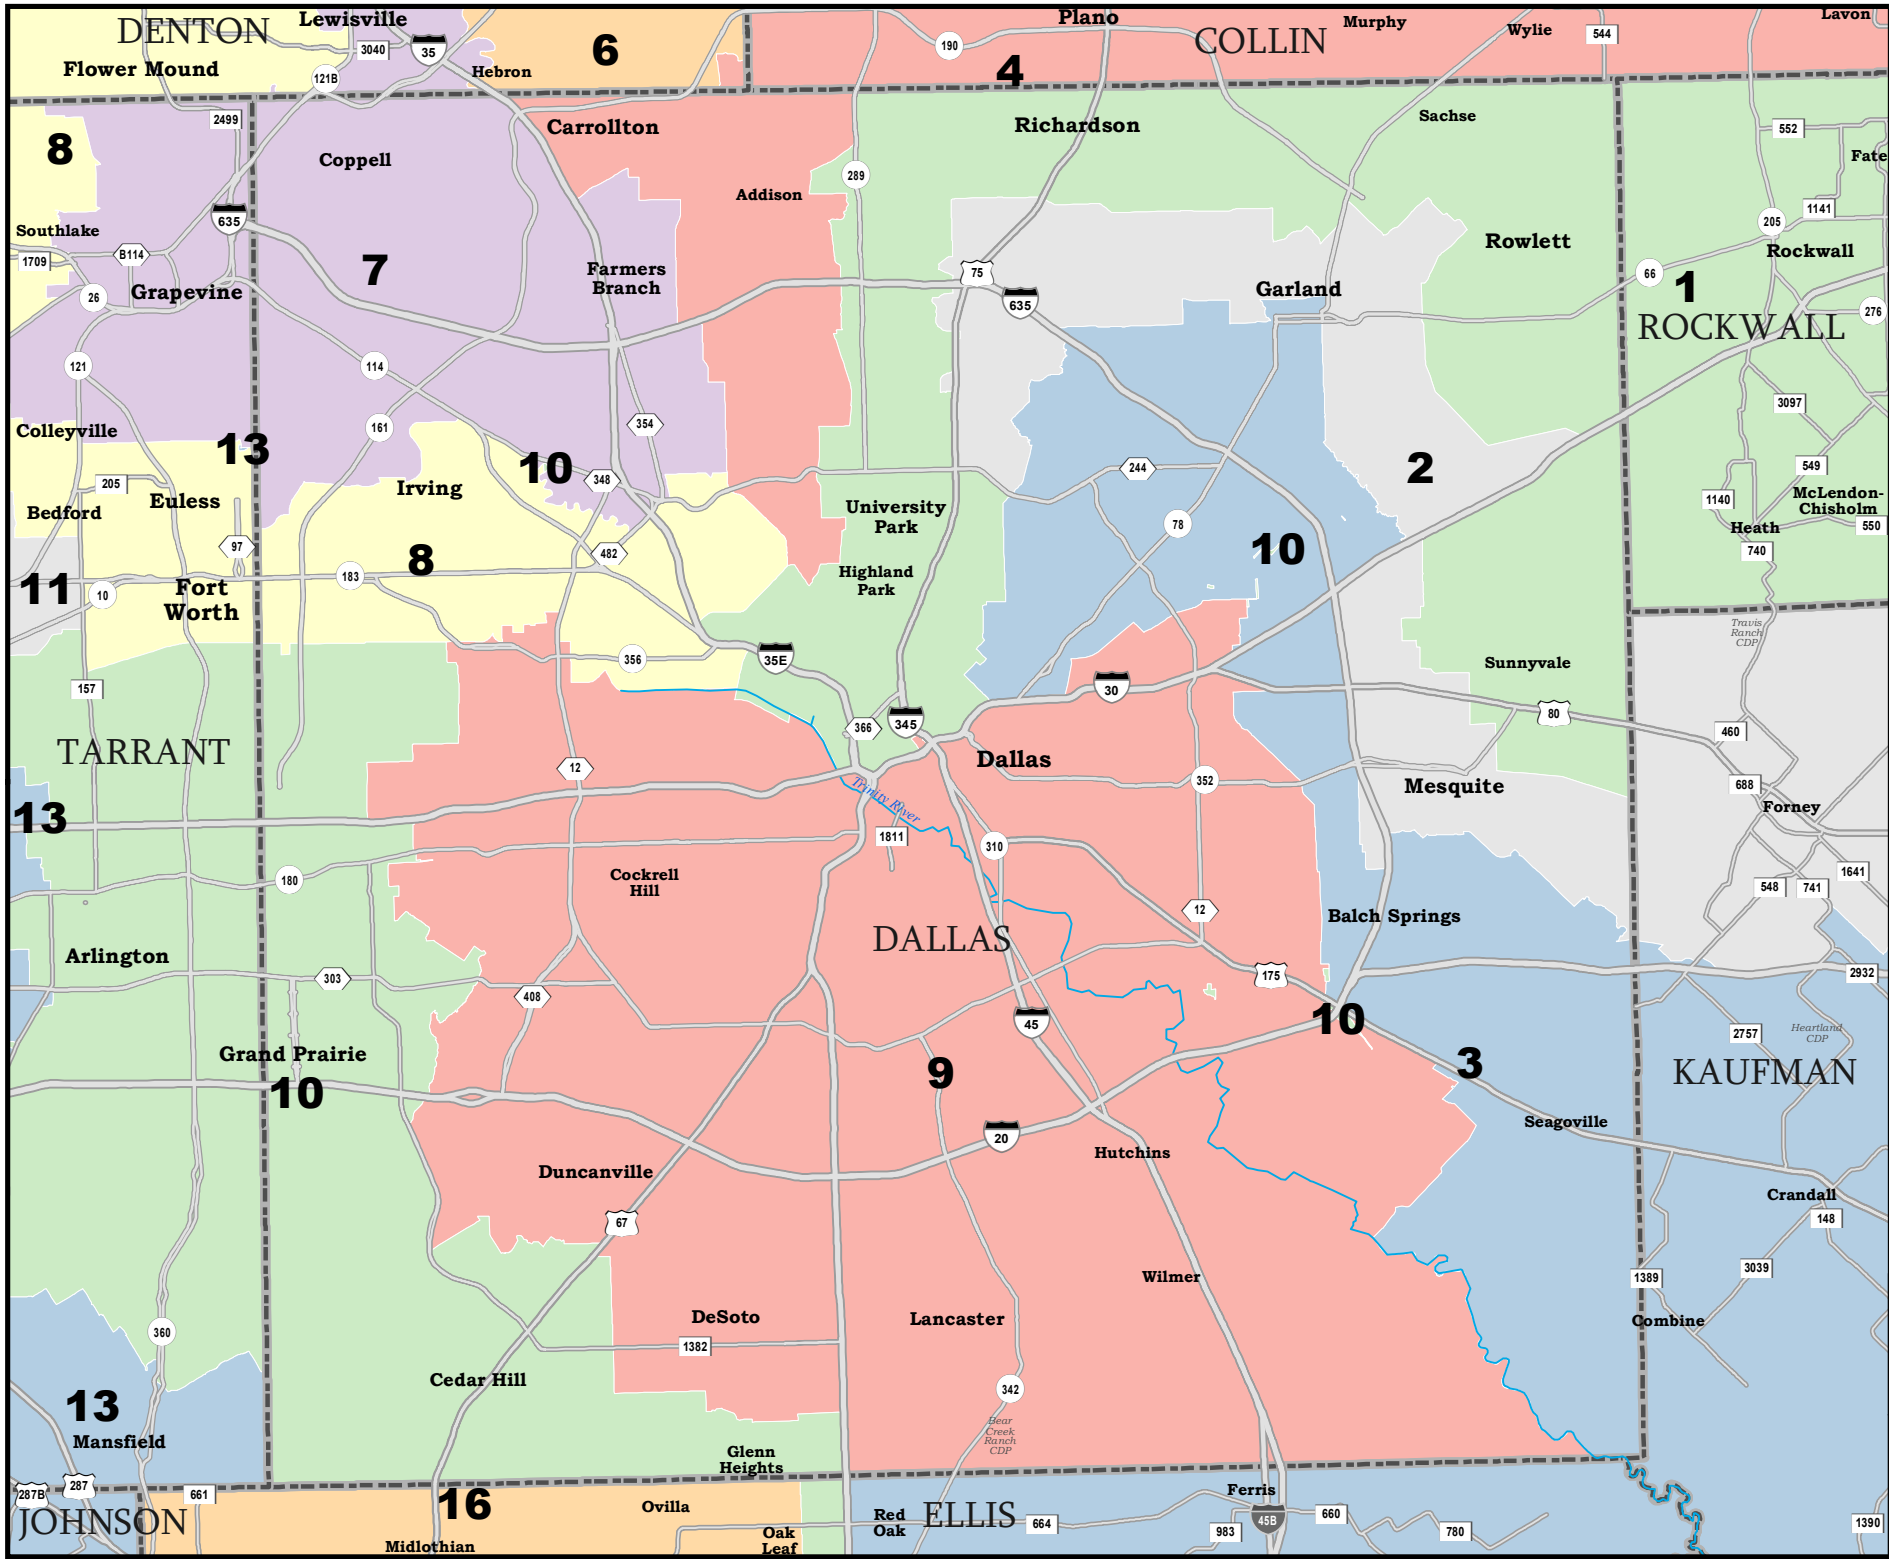 DENTON
Lewisville
3040
35
6
Plano
COLLIN
Murphy
Wylie
544
Lavon
190
Flower Mound
121B
Hebron
4
2499
8
Coppell
Carrollton
Richardson
Sachse
552
Fate
289
Addison
1141
205
635
Southlake
B114
1709
7
Farmers
Branch
75
Rowlett
Rockwall
66
26
Grapevine
635
Garland
1
276
ROCKWALL
121
114
3097
Colleyville
161
354
13
10
348
244
2
549
205
Euless
Irving
1140
McLendon-
Chisholm
Bedford
University
Park
78
Heath
550
97
482
10
740
11
8
183
Highland
Park
10
Fort
Worth
Travis
Ranch
CDP
356
35E
Sunnyvale
157
30
366
345
80
460
TARRANT
12
Dallas
352
Mesquite
688
Trinity River
Forney
13
1811
310
180
Cockrell
Hill
1641
548
741
12
Balch Springs
DALLAS
Arlington
303
175
2932
408
45
10
2757
Heartland
CDP
Grand Prairie
9
3
KAUFMAN
10
20
Seagoville
Hutchins
Duncanville
Crandall
67
148
Wilmer
1389
3039
360
DeSoto
Lancaster
Combine
1382
Cedar Hill
342
13
Bear
Creek
Ranch
CDP
Mansfield
Glenn
Heights
287
287B
661
16
Ovilla
Ferris
JOHNSON
Red
Oak
ELLIS
664
983
45B
660
780
1390
Midlothian
Oak
Leaf